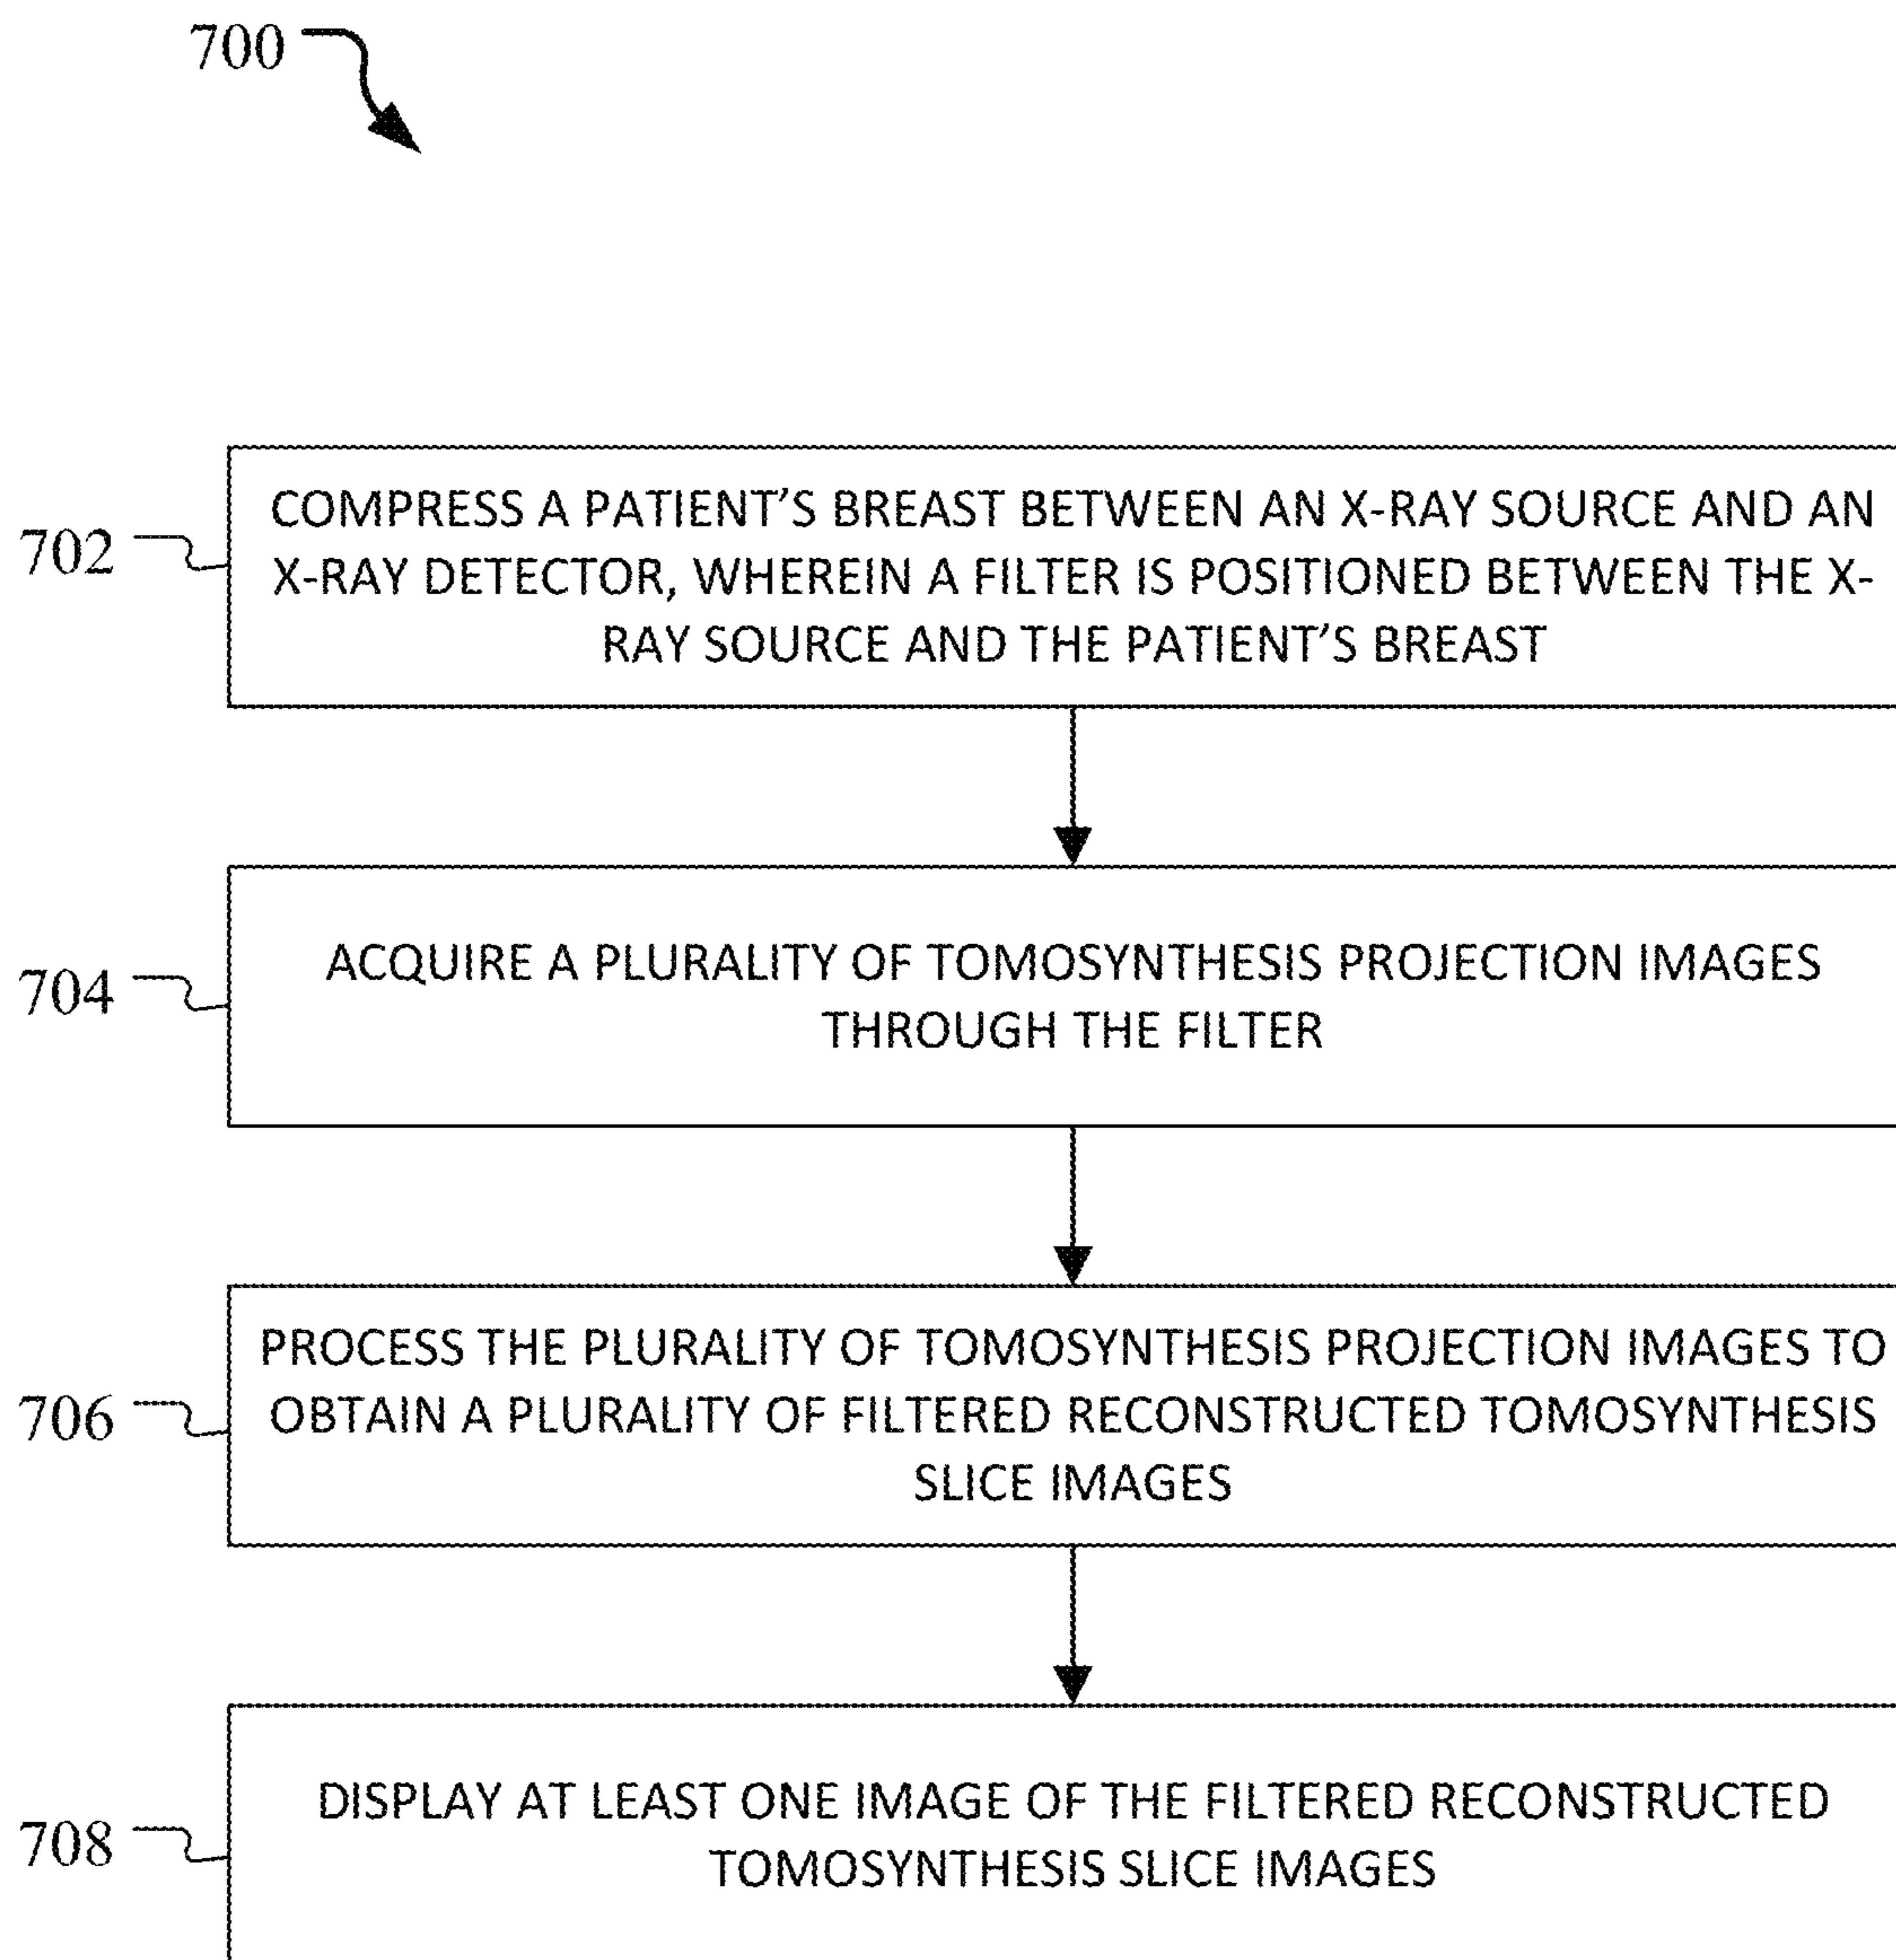 700
702
COMPRESS A PATIENT’S BREAST BETWEEN AN X-RAY SOURCE AND AN
X-RAY DETECTOR, WHEREIN A FILTER IS POSITIONED BETWEEN THE X-
RAY SOURCE AND THE PATIENT’S BREAST
704
ACQUIRE A PLURALITY OF TOMOSYNTHESIS PROJECTION IMAGES
THROUGH THE FILTER
706
PROCESS THE PLURALITY OF TOMOSYNTHESIS PROJECTION IMAGES TO
OBTAIN A PLURALITY OF FILTERED RECONSTRUCTED TOMOSYNTHESIS
SLICE IMAGES
708
DISPLAY AT LEAST ONE IMAGE OF THE FILTERED RECONSTRUCTED
TOMOSYNTHESIS SLICE IMAGES